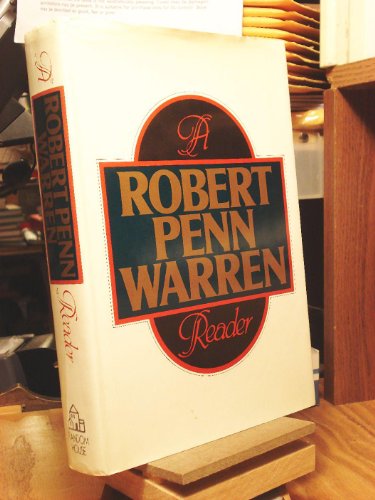 A
ROBERT
PENN
WARREN
Reader
A
ROBERT PENN
WARREN
Reader
RANDOM
HOUSE